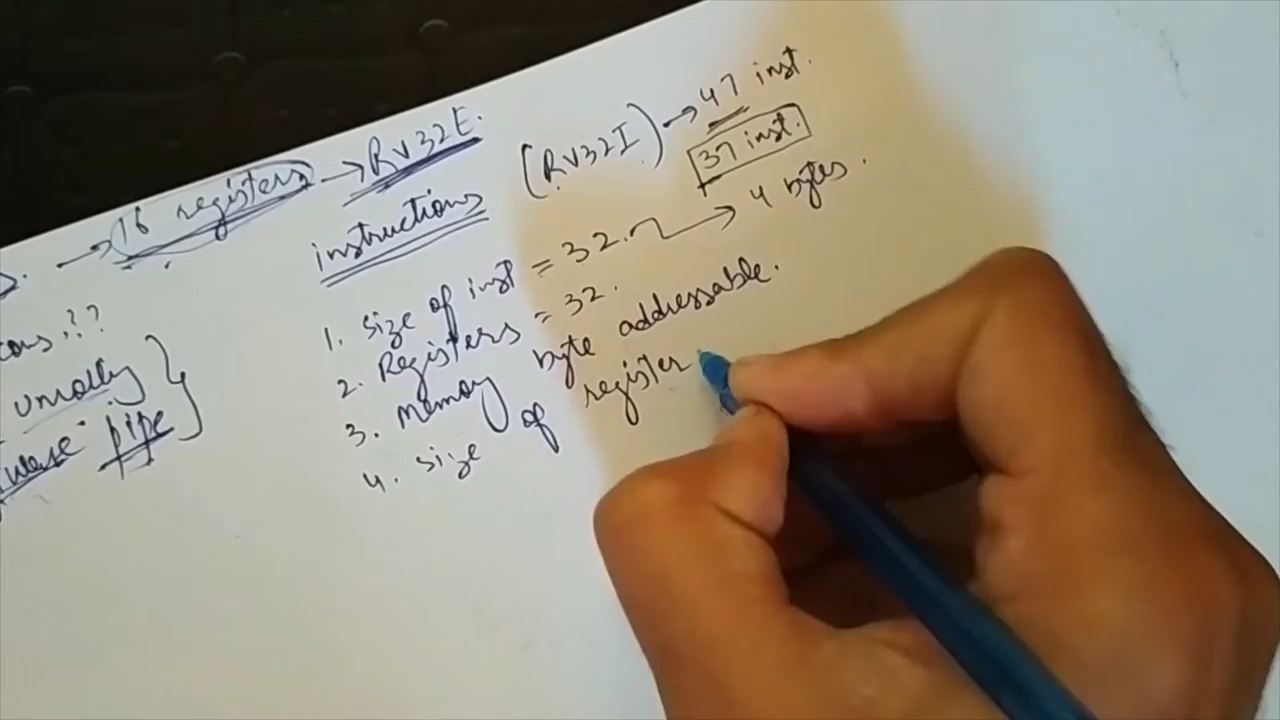 → 16 registers → RV32E.
instructions (RV32I) → 47 inst.
37 inst.
1. Size of inst = 32. → 4 bytes.
2. Registers = 32.
3. Memory byte addressable.
4. Size of register
??
usually
pipe